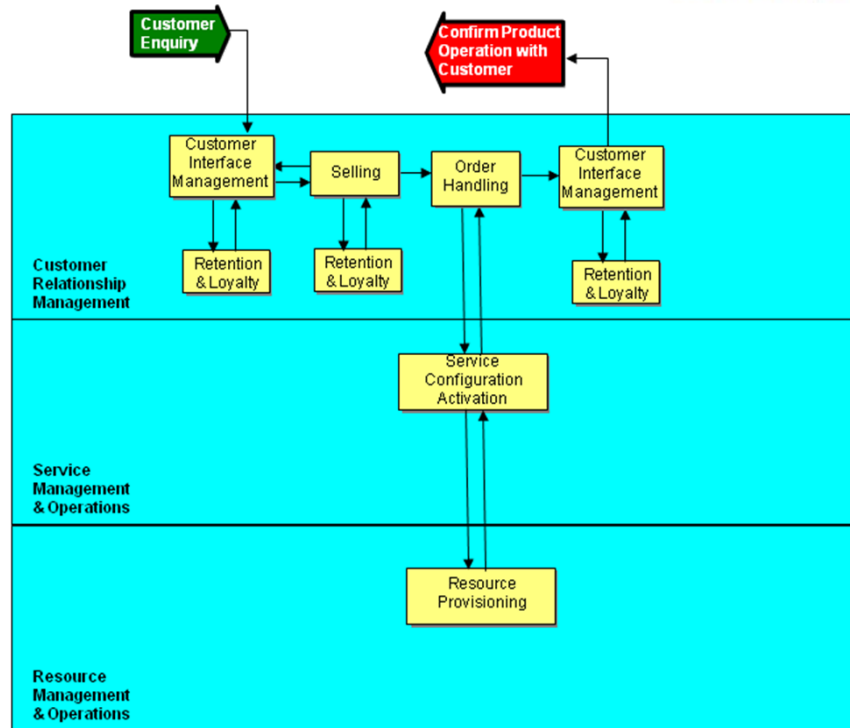 Customer
Enquiry
Confirm Product
Operation with
Customer
Customer
Interface
Management
Selling
Order
Handling
Customer
Interface
Management
Retention
& Loyalty
Retention
& Loyalty
Retention
& Loyalty
Customer
Relationship
Management
Service
Configuration
Activation
Service
Management
& Operations
Resource
Provisioning
Resource
Management
& Operations